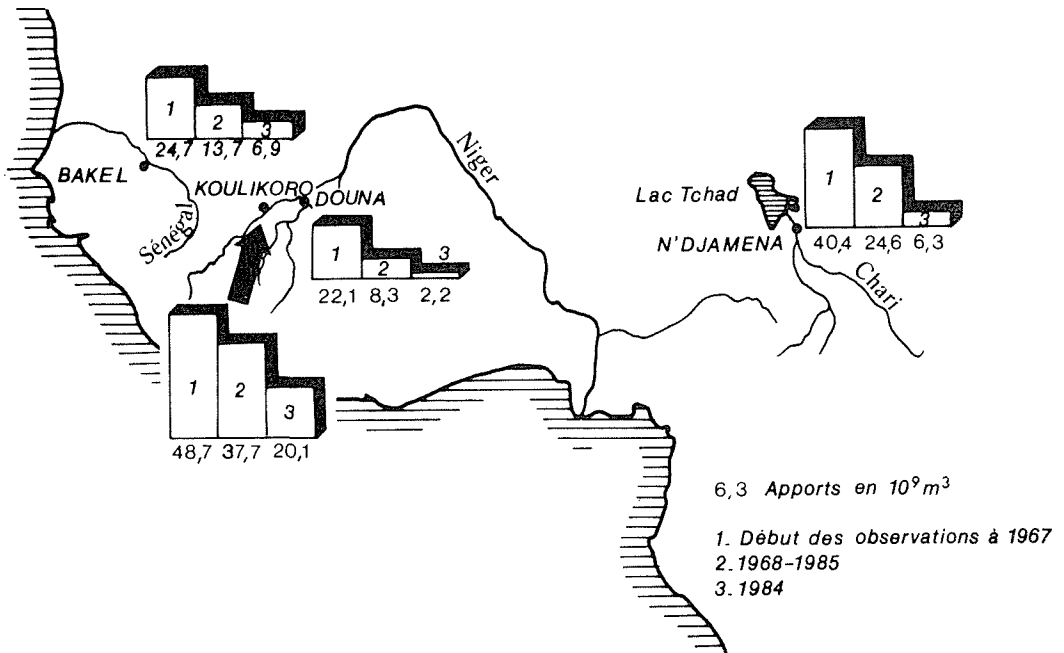 1
2
3
24,7 13,7 6,9
BAKEL
Sénégal
KOULIKORO
DOUNA
Niger
1
2
3
22,1 8,3 2,2
1
2
3
48,7 37,7 20,1
Lac Tchad
N'DJAMENA
Chari
1
2
3
40,4 24,6 6,3
6,3 Apports en 10⁹m³
1. Début des observations à 1967
2. 1968-1985
3. 1984